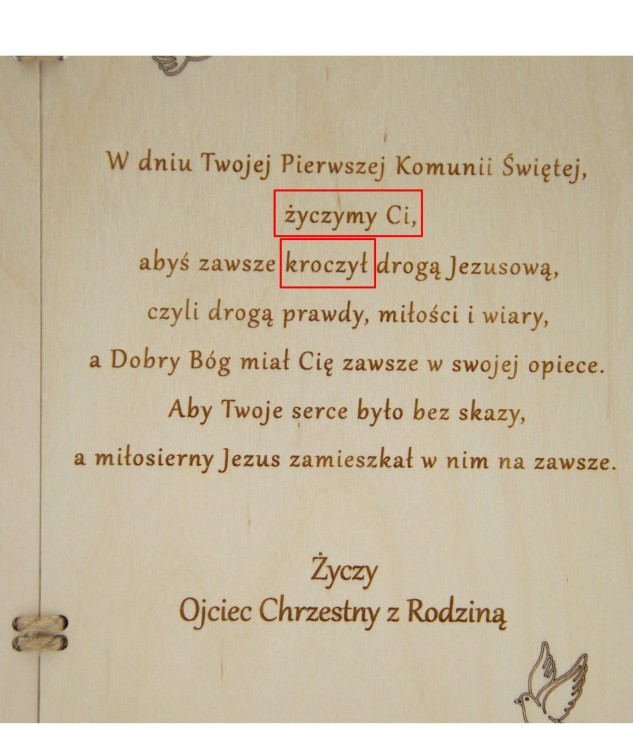 W dniu Twojej Pierwszej Komunii Świętej,
życzymy Ci,
abyś zawsze kroczył drogą Jezusową,
czyli drogą prawdy, miłości i wiary,
a Dobry Bóg miał Cię zawsze w swojej opiece.
Aby Twoje serce było bez skazy,
a miłosierny Jezus zamieszkał w nim na zawsze.
Życzy
Ojciec Chrzestny z Rodziną